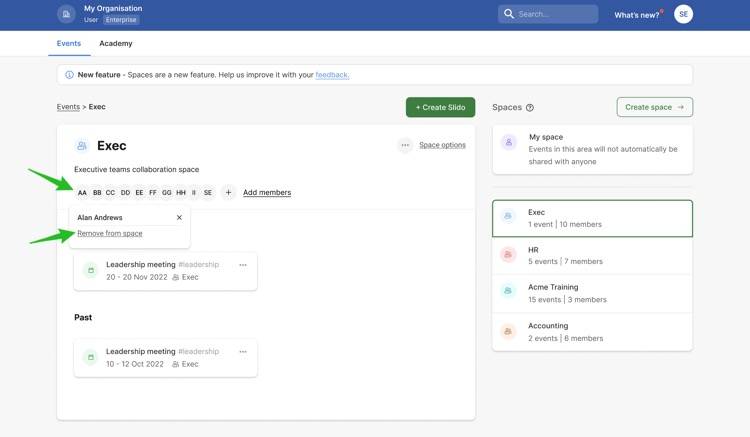 My Organisation
User Enterprise
Search...
What's new?
SE
Events Academy
New feature - Spaces are a new feature. Help us improve it with your feedback.
Events > Exec
+ Create Slido
Exec
Space options
Executive teams collaboration space
AA BB CC DD EE FF GG HH II SE + Add members
Alan Andrews
Remove from space
Leadership meeting #leadership
20 - 20 Nov 2022 Exec
Past
Leadership meeting #leadership
10 - 12 Oct 2022 Exec
Spaces ?
Create space →
My space
Events in this area will not automatically be
shared with anyone
Exec
1 event | 10 members
HR
5 events | 7 members
Acme Training
15 events | 3 members
Accounting
2 events | 6 members